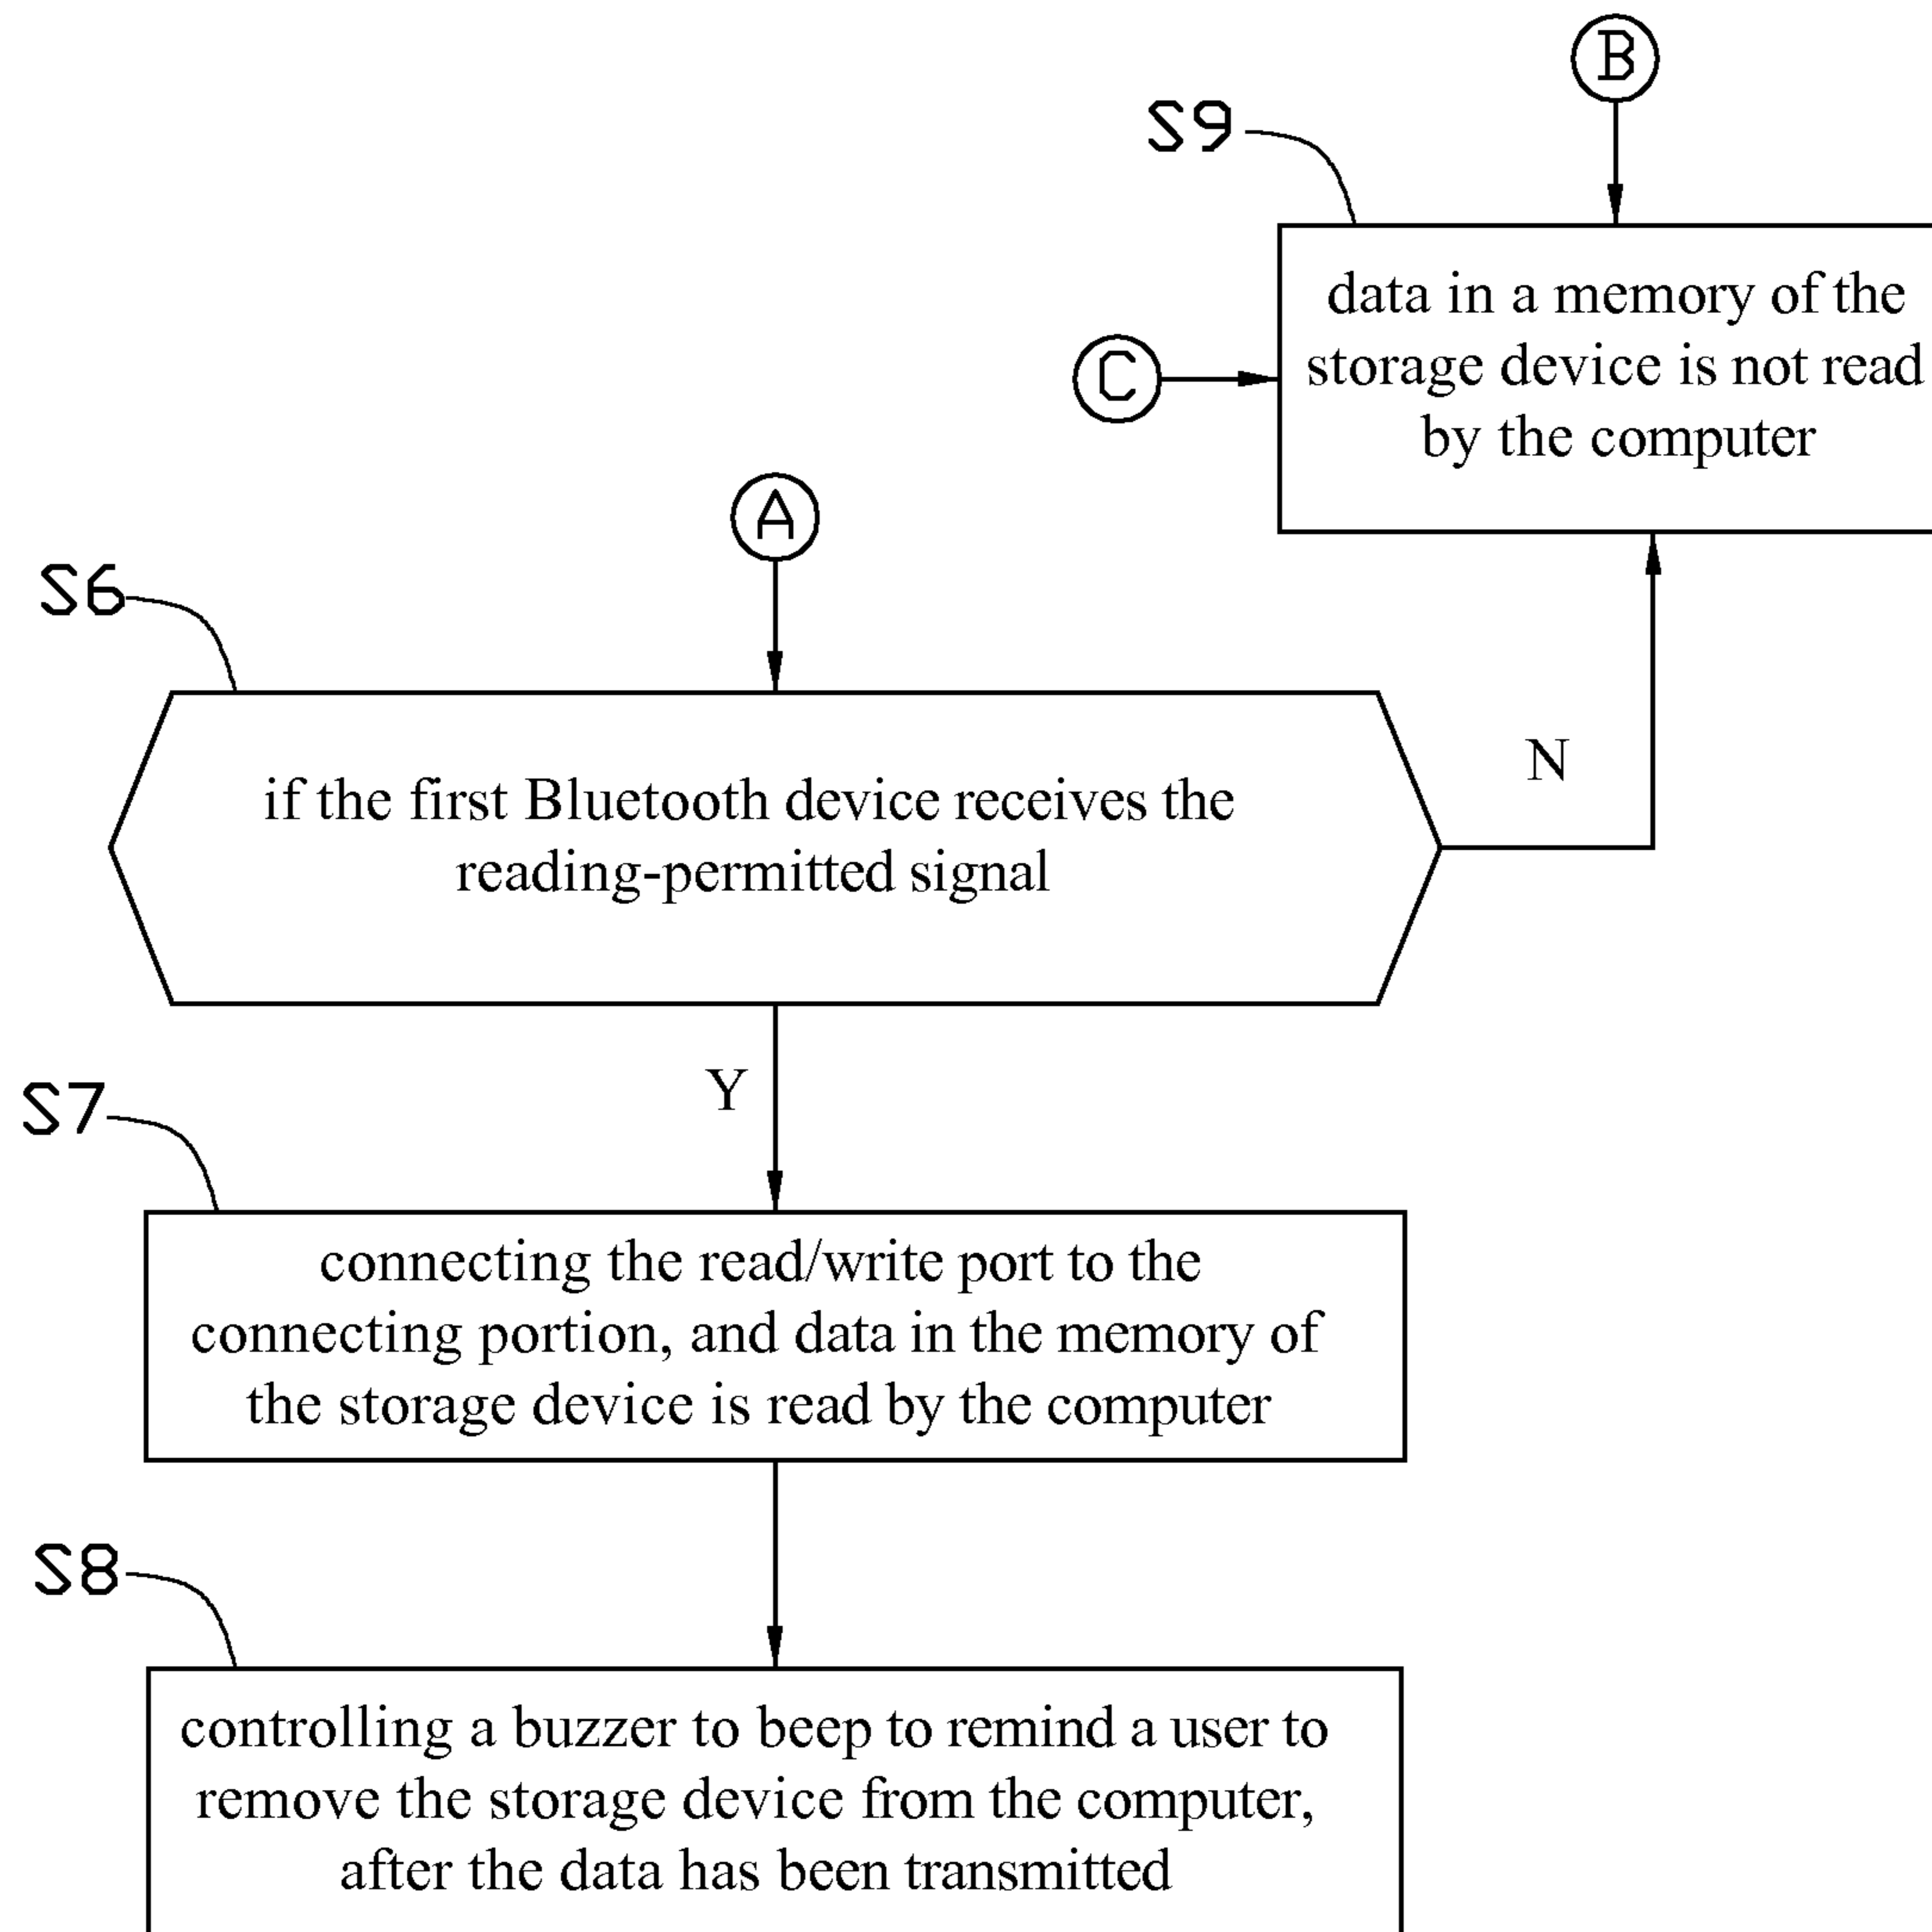 B
S9
data in a memory of the
storage device is not read
by the computer
C
A
S6
if the first Bluetooth device receives the
reading-permitted signal
N
Y
S7
connecting the read/write port to the
connecting portion, and data in the memory of
the storage device is read by the computer
S8
controlling a buzzer to beep to remind a user to
remove the storage device from the computer,
after the data has been transmitted